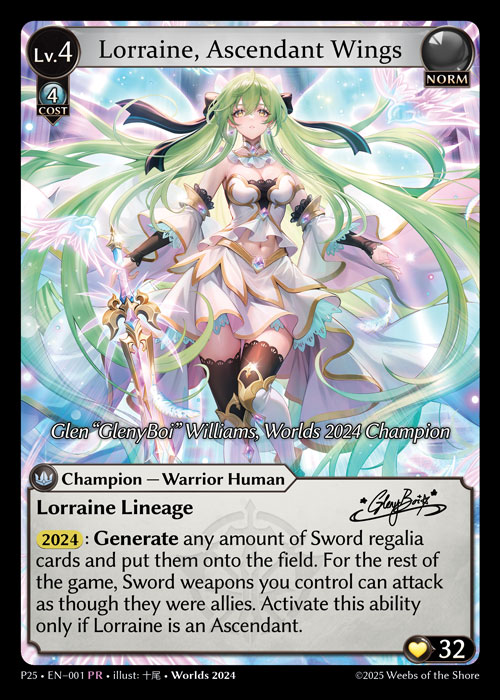 Lv.4
Lorraine, Ascendant Wings
NORM
4
COST
Glen “GlenyBoi” Williams, Worlds 2024 Champion
Champion — Warrior Human
Lorraine Lineage
GlenyBoi
2024 : Generate any amount of Sword regalia
cards and put them onto the field. For the rest of
the game, Sword weapons you control can attack
as though they were allies. Activate this ability
only if Lorraine is an Ascendant.
32
P25 • EN–001 PR • illust: 十尾 • Worlds 2024
©2025 Weebs of the Shore